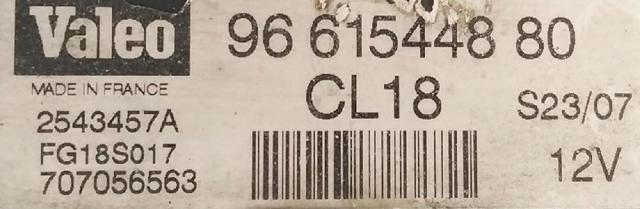 Valeo
96 615448 80
MADE IN FRANCE
CL18
S23/07
2543457A
FG18S017
12V
707056563